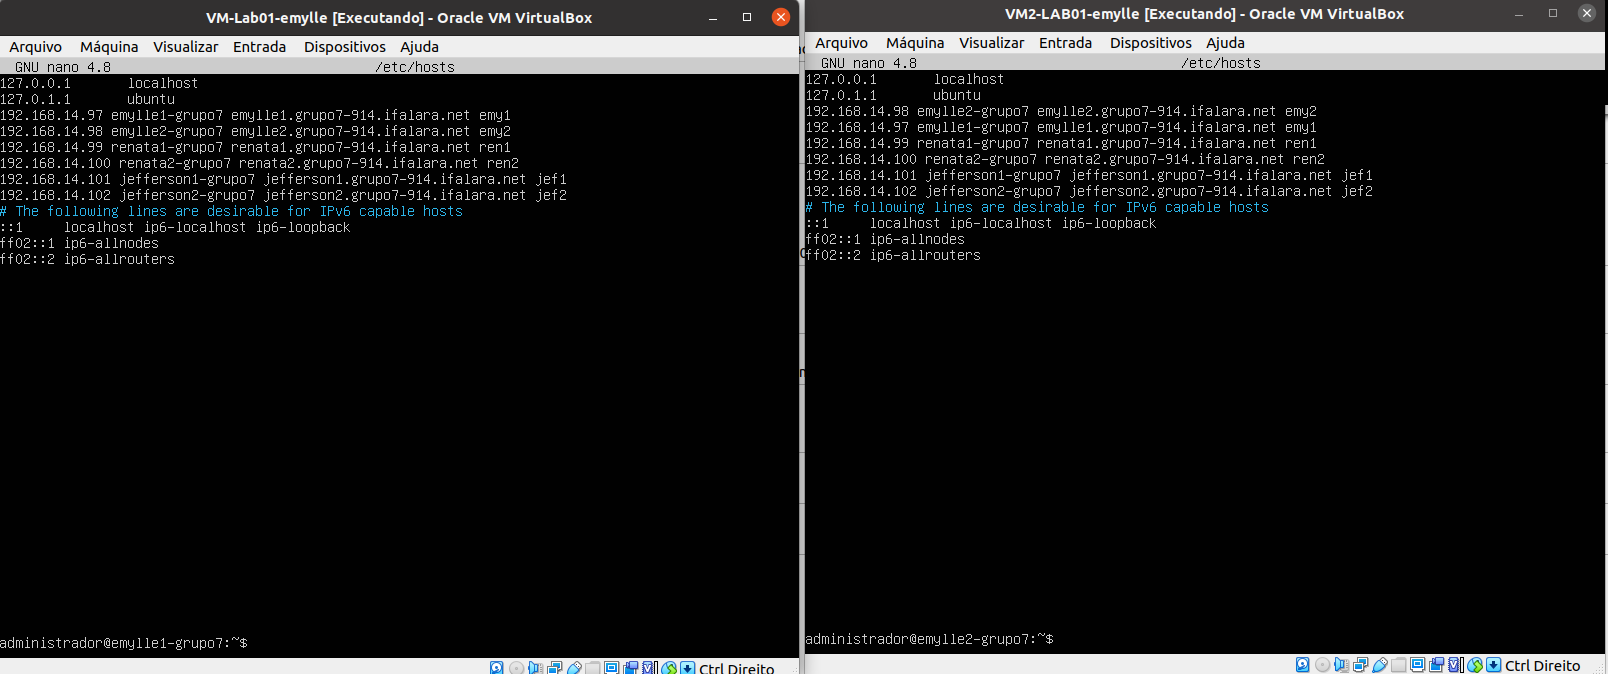 VM-Lab01-emylle [Executando] - Oracle VM VirtualBox
Arquivo Máquina Visualizar Entrada Dispositivos Ajuda
GNU nano 4.8 /etc/hosts
127.0.0.1 localhost
127.0.1.1 ubuntu
192.168.14.97 emylle1-grupo7 emylle1.grupo7-914.ifalara.net emy1
192.168.14.98 emylle2-grupo7 emylle2.grupo7-914.ifalara.net emy2
192.168.14.99 renata1-grupo7 renata1.grupo7-914.ifalara.net ren1
192.168.14.100 renata2-grupo7 renata2.grupo7-914.ifalara.net ren2
192.168.14.101 jefferson1-grupo7 jefferson1.grupo7-914.ifalara.net jef1
192.168.14.102 jefferson2-grupo7 jefferson2.grupo7-914.ifalara.net jef2
# The following lines are desirable for IPv6 capable hosts
::1 localhost ip6-localhost ip6-loopback
ff02::1 ip6-allnodes
ff02::2 ip6-allrouters
administrador@emylle1-grupo7:~$
Ctrl Direito
VM2-LAB01-emylle [Executando] - Oracle VM VirtualBox
Arquivo Máquina Visualizar Entrada Dispositivos Ajuda
GNU nano 4.8 /etc/hosts
127.0.0.1 localhost
127.0.1.1 ubuntu
192.168.14.98 emylle2-grupo7 emylle2.grupo7-914.ifalara.net emy2
192.168.14.97 emylle1-grupo7 emylle1.grupo7-914.ifalara.net emy1
192.168.14.99 renata1-grupo7 renata1.grupo7-914.ifalara.net ren1
192.168.14.100 renata2-grupo7 renata2.grupo7-914.ifalara.net ren2
192.168.14.101 jefferson1-grupo7 jefferson1.grupo7-914.ifalara.net jef1
192.168.14.102 jefferson2-grupo7 jefferson2.grupo7-914.ifalara.net jef2
# The following lines are desirable for IPv6 capable hosts
::1 localhost ip6-localhost ip6-loopback
ff02::1 ip6-allnodes
ff02::2 ip6-allrouters
administrador@emylle2-grupo7:~$
Ctrl Direito